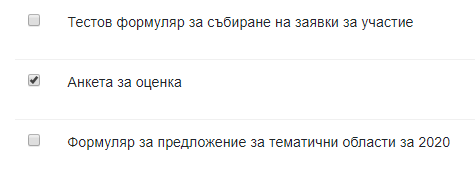 Тестов формуляр за събиране на заявки за участие
Анкета за оценка
Формуляр за предложение за тематични области за 2020